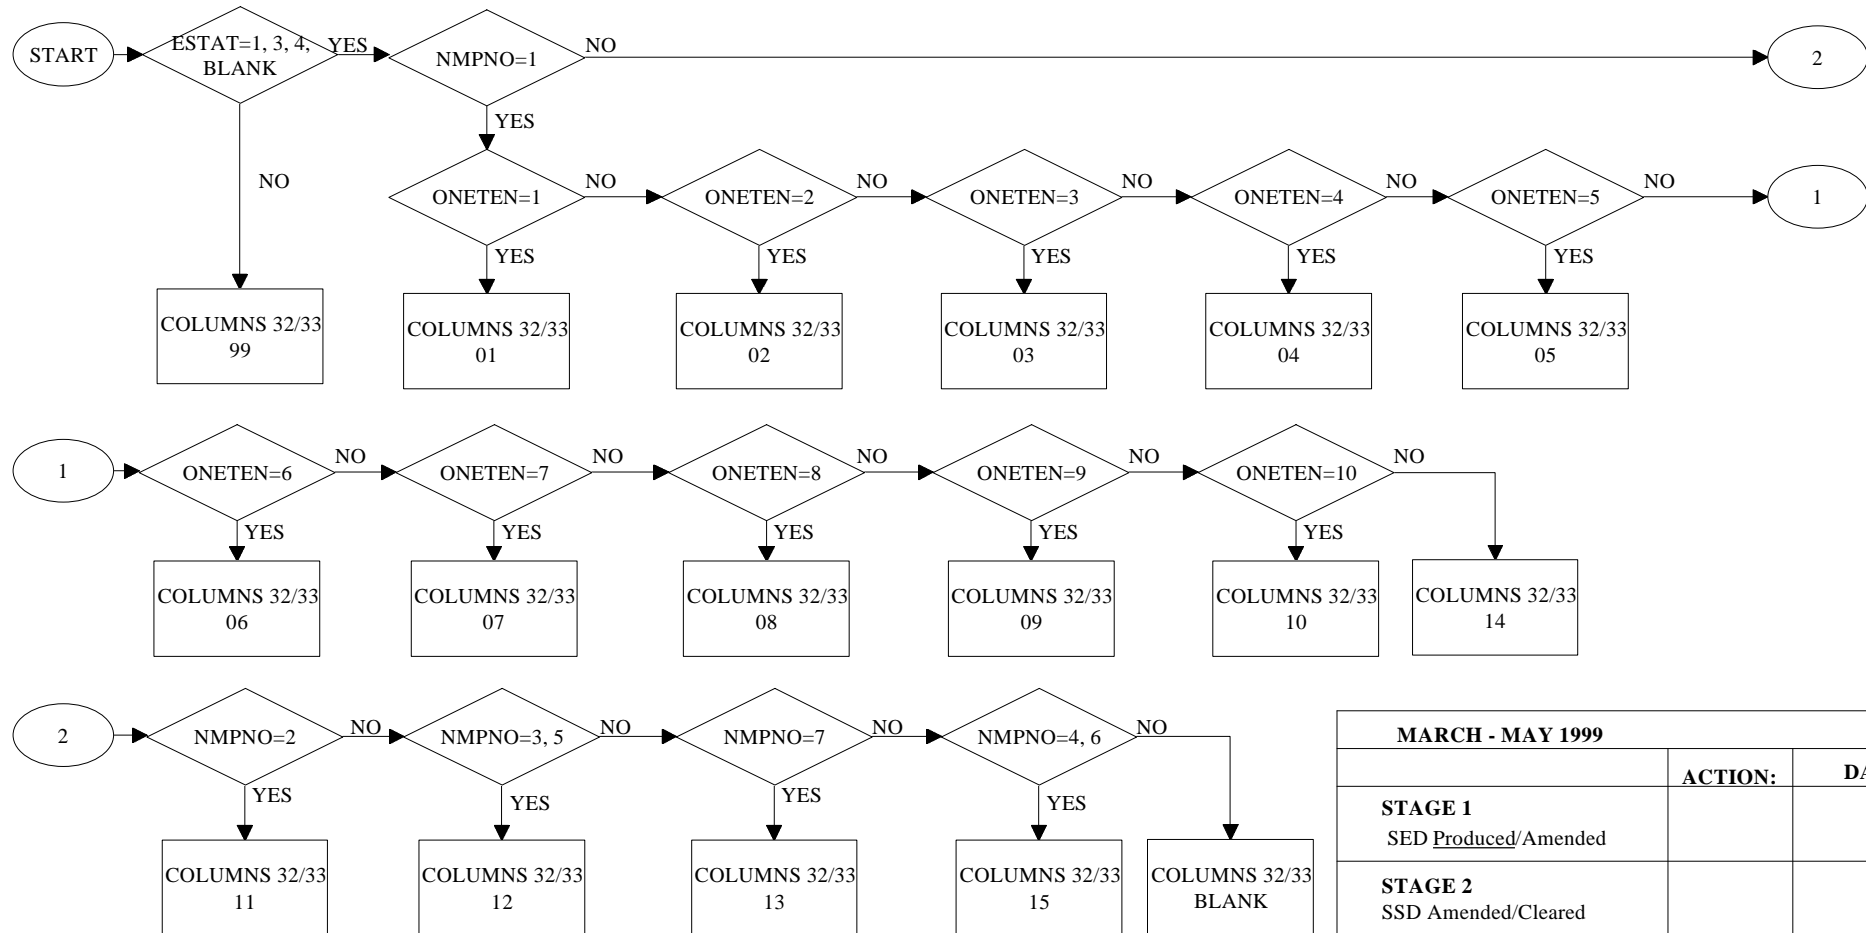 START
ESTAT=1, 3, 4,
BLANK
YES
NMPNO=1
NO
2
YES
NO
ONETEN=1
NO
ONETEN=2
NO
ONETEN=3
NO
ONETEN=4
NO
ONETEN=5
NO
1
YES
YES
YES
YES
YES
COLUMNS 32/33
99
COLUMNS 32/33
01
COLUMNS 32/33
02
COLUMNS 32/33
03
COLUMNS 32/33
04
COLUMNS 32/33
05
1
ONETEN=6
NO
ONETEN=7
NO
ONETEN=8
NO
ONETEN=9
NO
ONETEN=10
NO
YES
YES
YES
YES
YES
COLUMNS 32/33
06
COLUMNS 32/33
07
COLUMNS 32/33
08
COLUMNS 32/33
09
COLUMNS 32/33
10
COLUMNS 32/33
14
2
NMPNO=2
NO
NMPNO=3, 5
NO
NMPNO=7
NO
NMPNO=4, 6
NO
YES
YES
YES
YES
COLUMNS 32/33
11
COLUMNS 32/33
12
COLUMNS 32/33
13
COLUMNS 32/33
15
COLUMNS 32/33
BLANK
MARCH - MAY 1999
ACTION:
DA
STAGE 1
SED Produced/Amended
STAGE 2
SSD Amended/Cleared